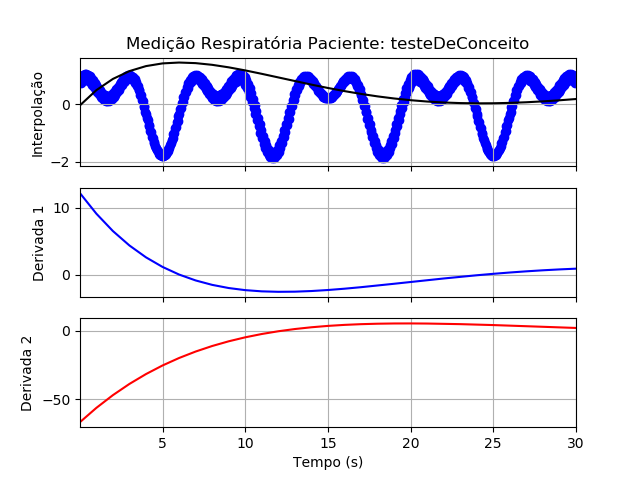 Medição Respiratória Paciente: testeDeConceito
Interpolação
0
−2
Derivada 1
10
0
Derivada 2
0
−50
5 10 15 20 25 30
Tempo (s)